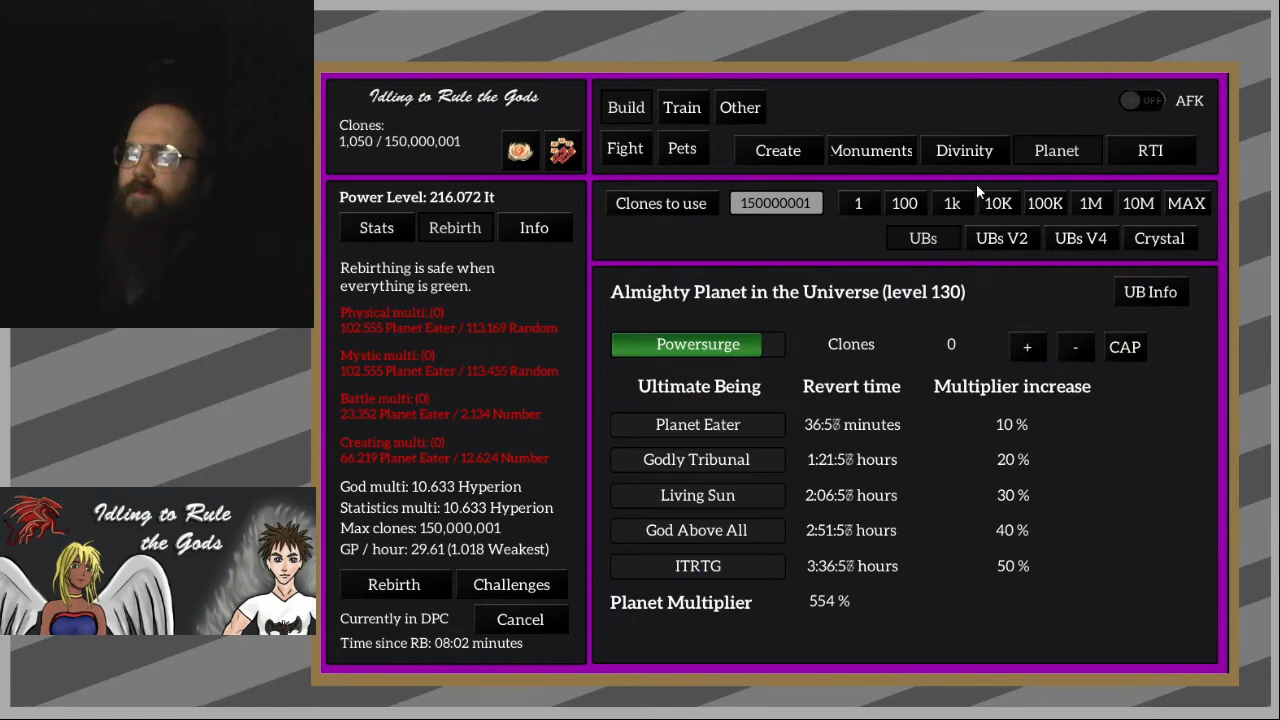 Idling to Rule the Gods
Clones:
1,050 / 150,000,001
Build
Train
Other
OFF
AFK
Fight
Pets
Create
Monuments
Divinity
Planet
RTI
Power Level: 216.072 It
Stats
Rebirth
Info
Rebirthing is safe when
everything is green.
Physical multi: (0)
102.555 Planet Eater / 113.169 Random
Mystic multi: (0)
102.555 Planet Eater / 113.455 Random
Battle multi: (0)
23.352 Planet Eater / 2.134 Number
Creating multi: (0)
66.219 Planet Eater / 12.624 Number
God multi: 10.633 Hyperion
Statistics multi: 10.633 Hyperion
Max clones: 150,000,001
GP / hour: 29.61 (1.018 Weakest)
Rebirth
Challenges
Currently in DPC
Cancel
Time since RB: 08:02 minutes
Clones to use
150000001
1
100
1k
10K
100K
1M
10M
MAX
UBs
UBs V2
UBs V4
Crystal
Almighty Planet in the Universe (level 130)
UB Info
Powersurge
Clones
0
+
-
CAP
Ultimate Being
Revert time
Multiplier increase
Planet Eater
minutes
10 %
Godly Tribunal
hours
20 %
Living Sun
hours
30 %
God Above All
hours
40 %
ITRTG
hours
50 %
Planet Multiplier
554 %
Idling to Rule
the Gods